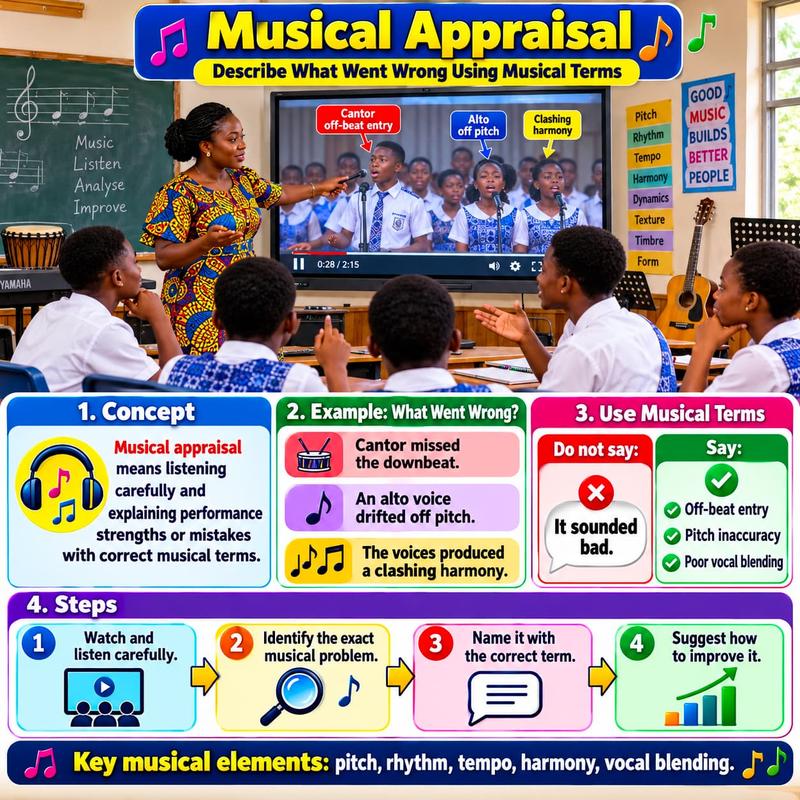 Musical Appraisal
Describe What Went Wrong Using Musical Terms
Music
Listen
Analyse
Improve
Cantor
off-beat entry
Alto
off pitch
Clashing
harmony
0:28 / 2:15
Pitch
Rhythm
Tempo
Harmony
Dynamics
Texture
Timbre
Form
GOOD
MUSIC
BUILDS
BETTER
PEOPLE
YAMAHA
1. Concept
Musical appraisal
means listening
carefully and
explaining performance
strengths or mistakes
with correct musical terms.
2. Example: What Went Wrong?
Cantor missed
the downbeat.
An alto voice
drifted off pitch.
The voices produced
a clashing harmony.
3. Use Musical Terms
Do not say:
It sounded
bad.
Say:
Off-beat entry
Pitch inaccuracy
Poor vocal blending
4. Steps
1
Watch and
listen carefully.
2
Identify the exact
musical problem.
3
Name it with
the correct term.
4
Suggest how
to improve it.
Key musical elements: pitch, rhythm, tempo, harmony, vocal blending.